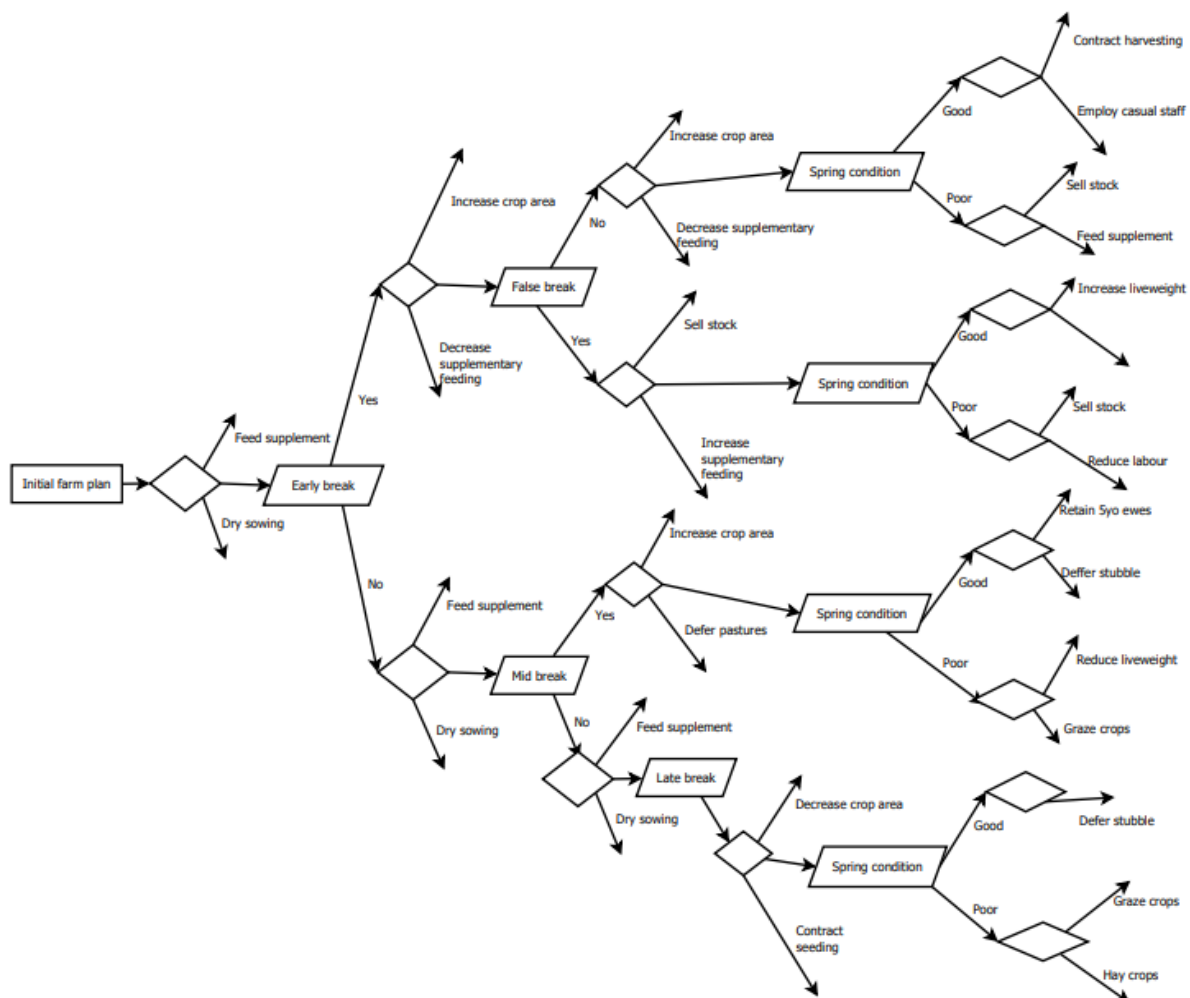 Contract harvesting
Good
Employ casual staff
Increase crop area
Spring condition
No
Poor
Sell stock
Decrease supplementary
feeding
Feed supplement
Increase crop area
False break
Increase liveweight
Sell stock
Yes
Good
Decrease
supplementary
feeding
Spring condition
Yes
Poor
Sell stock
Increase
supplementary
feeding
Reduce labour
Feed supplement
Initial farm plan
Early break
Dry sowing
Retain 5yo ewes
Increase crop area
No
Feed supplement
Good
Deffer stubble
Yes
Spring condition
Defer pastures
Mid break
Poor
Reduce liveweight
Dry sowing
No
Feed supplement
Graze crops
Late break
Decrease crop area
Dry sowing
Good
Defer stubble
Spring condition
Poor
Graze crops
Contract
seeding
Hay crops